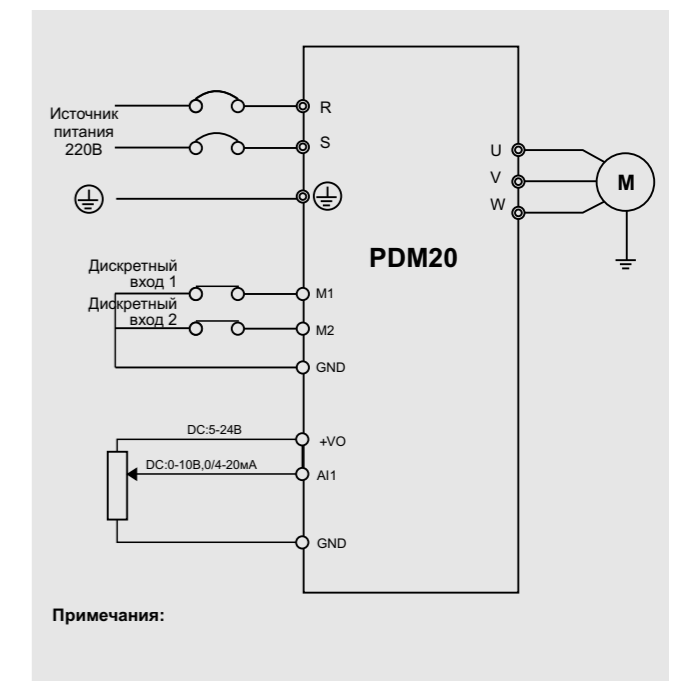 Источник
питания
220В
R
S
U
V
W
M
PDM20
Дискретный
вход 1
M1
Дискретный
вход 2
M2
GND
DC:5-24В
+VO
DC:0-10В,0/4-20мА
AI1
GND
Примечания: